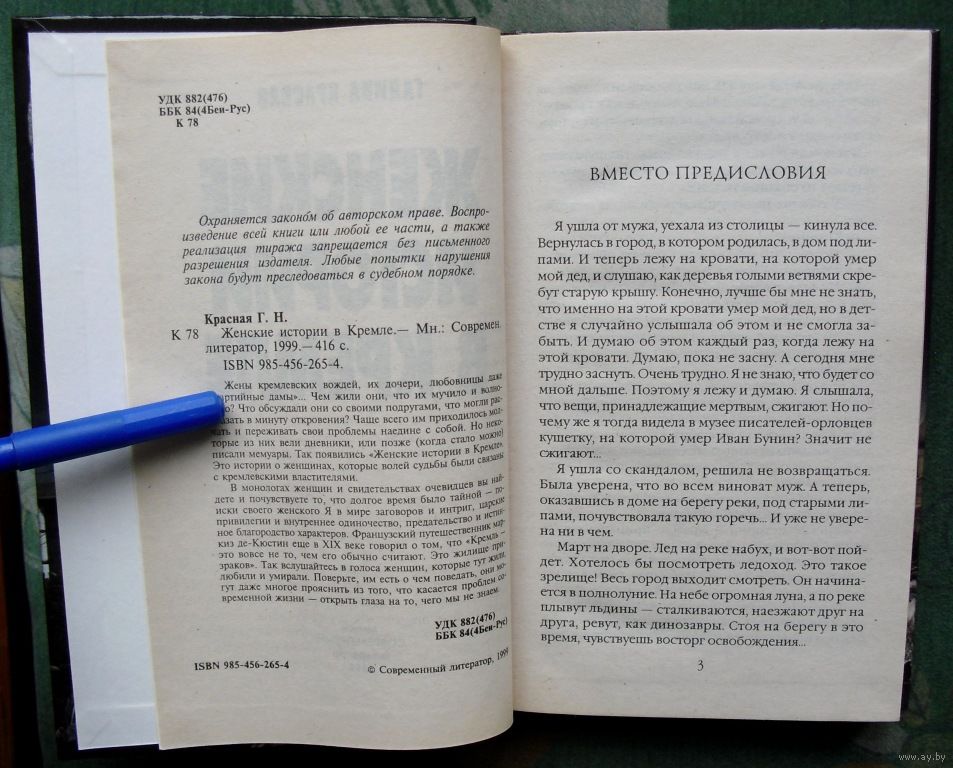 УДК 882(476)
ББК 84(4Беи-Рус)
К 78
Охраняется законом об авторском праве. Воспро-
изведение всей книги или любой ее части, а также
реализация тиража запрещается без письменного
разрешения издателя. Любые попытки нарушения
закона будут преследоваться в судебном порядке.
Красная Г. Н.
К 78 Женские истории в Кремле.— Мн.: Современ.
литератор, 1999.— 416 с.
ISBN 985-456-265-4.
Жены кремлевских вождей, их дочери, любовницы даже
дамы»... Чем жили они, что их мучило и волно-
Что обсуждали они со своими подругами, что могли рас-
в минуту откровения? Чаще всего им приходилось мол-
чать и переживать свои проблемы наедине с собой. Но неко-
торые из них вели дневники, или позже (когда стало можно)
писали мемуары. Так появились «Женские истории в Кремле».
Это истории о женщинах, которые волей судьбы были связаны
с кремлевскими властителями.
В монологах женщин и свидетельствах очевидцев вы най-
дете и почувствуете то, что долгое время было тайной — по-
иски своего женского Я в мире заговоров и интриг, царские
привилегии и внутреннее одиночество, предательство и истин-
ное благородство характеров. Французский путешественник мар-
киз де-Кюстин еще в XIX веке говорил о том, что «Кремль —
это вовсе не то, чем его обычно считают. Это жилище при-
зраков». Так вслушайтесь в голоса женщин, которые тут жили,
любили и умирали. Поверьте, им есть о чем поведать, они мо-
гут даже многое прояснить из того, что касается проблем со-
временной жизни — открыть глаза на то, чего мы не знаем.
УДК 882(476)
ББК 84(4Беи-Рус)
ISBN 985-456-265-4
© Современный литератор, 1999
ВМЕСТО ПРЕДИСЛОВИЯ
Я ушла от мужа, уехала из столицы — кинула все.
Вернулась в город, в котором родилась, в дом под ли-
пами. И теперь лежу на кровати, на которой умер
мой дед, и слушаю, как деревья голыми ветвями скре-
бут старую крышу. Конечно, лучше бы мне не знать,
что именно на этой кровати умер мой дед, но в дет-
стве я случайно услышала об этом и не смогла за-
быть. И думаю об этом каждый раз, когда лежу на
этой кровати. Думаю, пока не засну. А сегодня мне
трудно заснуть. Очень трудно. Я не знаю, что будет со
мной дальше. Поэтому я лежу и думаю. Я слышала,
что вещи, принадлежащие мертвым, сжигают. Но по-
чему же я тогда видела в музее писателей-орловцев
кушетку, на которой умер Иван Бунин? Значит не
сжигают...
Я ушла со скандалом, решила не возвращаться.
Была уверена, что во всем виноват муж. А теперь,
оказавшись в доме на берегу реки, под старыми ли-
пами, почувствовала такую горечь... И уже не увере-
на ни в чем.
Март на дворе. Лед на реке набух, и вот-вот пой-
дет. Хотелось бы посмотреть ледоход. Это такое
зрелище! Весь город выходит смотреть. Он начина-
ется в полнолуние. На небе огромная луна, а по реке
плывут льдины — сталкиваются, наезжают друг на
друга, ревут, как динозавры. Стоя на берегу в это
время, чувствуешь восторг освобождения...
3
www.ay.by